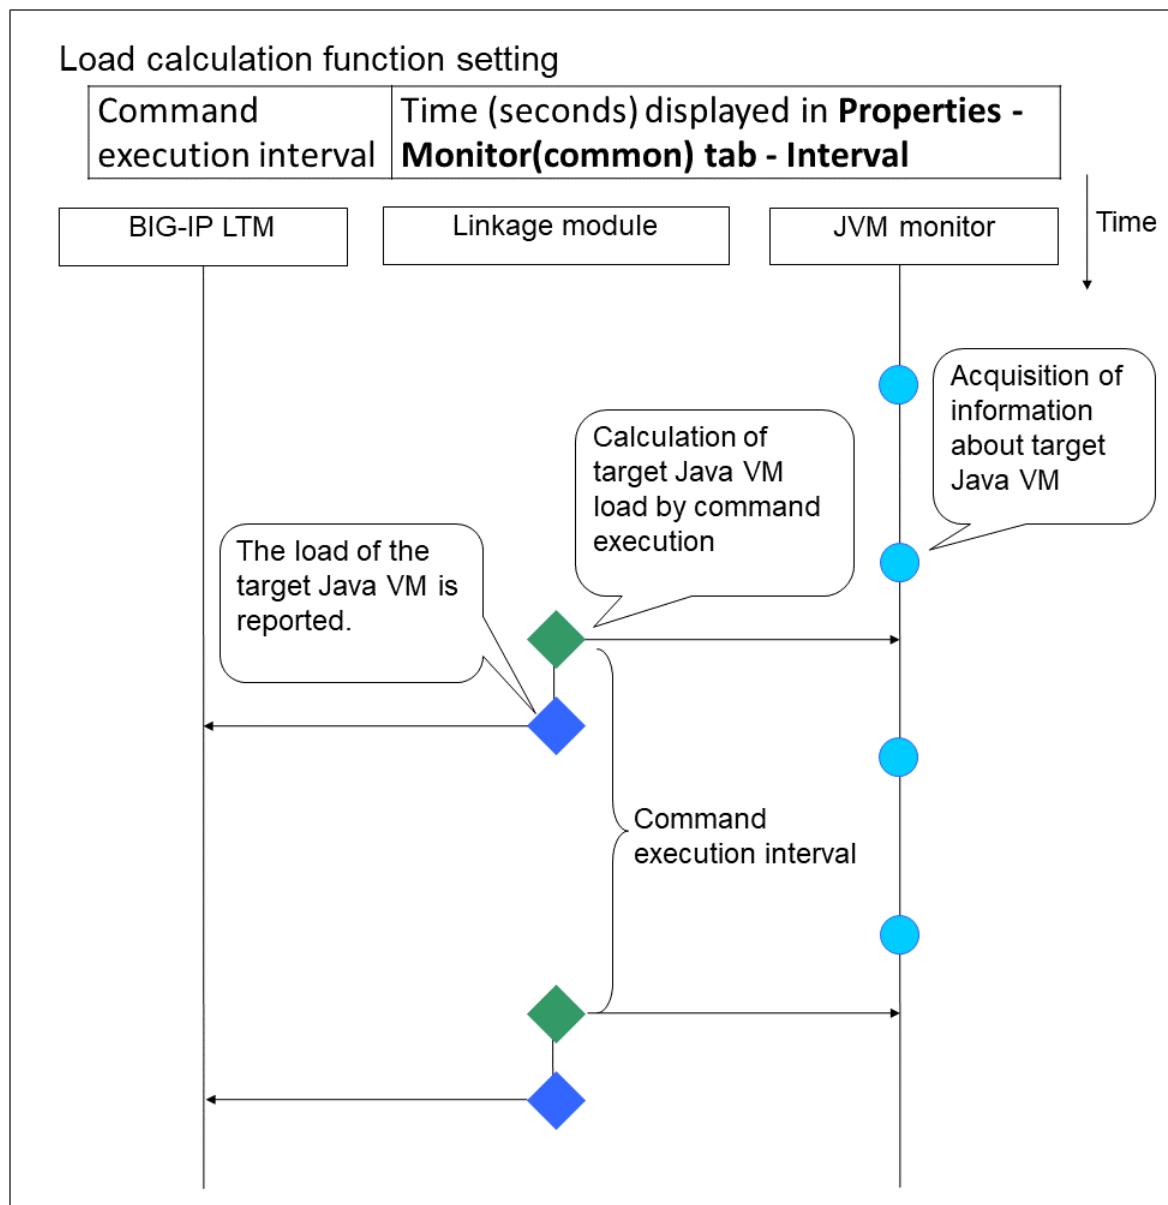 Load calculation function setting
Command
execution interval
Time (seconds) displayed in Properties -
Monitor(common) tab - Interval
BIG-IP LTM
Linkage module
JVM monitor
Time
Acquisition of
information
about target
Java VM
Calculation of
target Java VM
load by command
execution
The load of the
target Java VM is
reported.
Command
execution interval